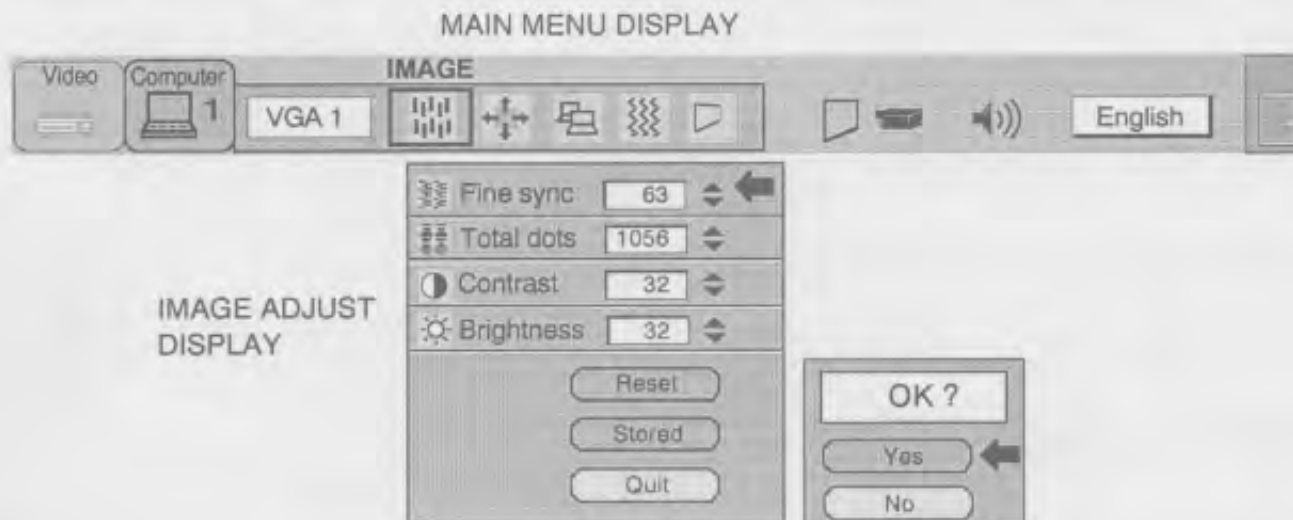 MAIN MENU DISPLAY
IMAGE
Video
Computer
1
VGA 1
English
Fine sync 63
Total dots 1056
Contrast 32
Brightness 32
IMAGE ADJUST
DISPLAY
Reset
Stored
Quit
OK ?
Yes
No